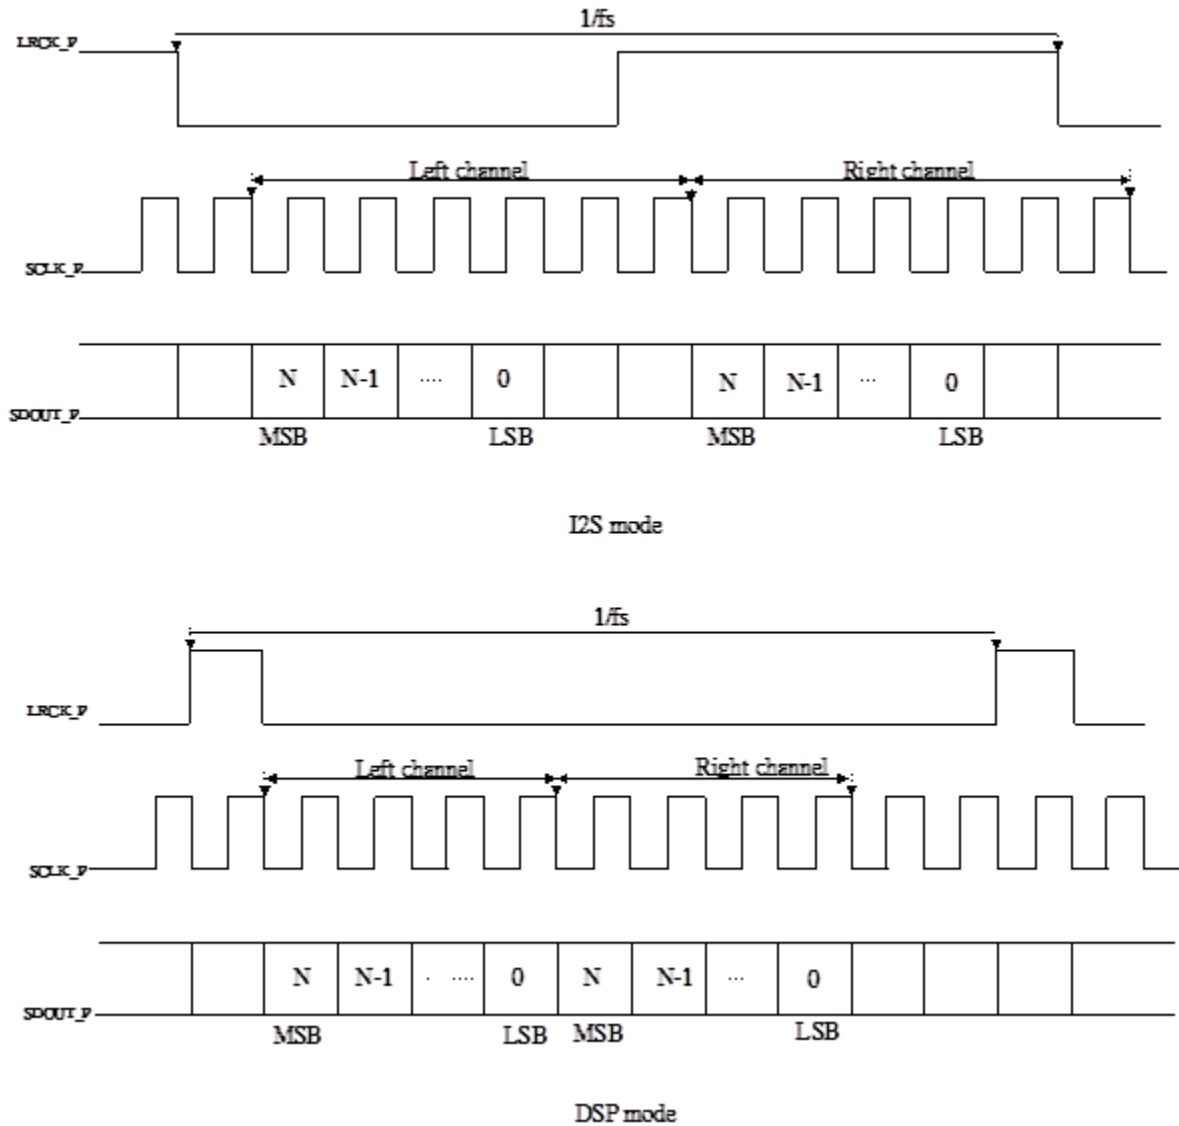 1/fs
LRCK_P
Left channel Right channel
SCLK_P
N N-1 .... 0 N N-1 ... 0
SDOUT_P
MSB LSB MSB LSB
I2S mode
1/fs
LRCK_P
Left channel Right channel
SCLK_P
N N-1 . .... 0 N N-1 ... 0
SDOUT_P
MSB LSB MSB LSB
DSP mode